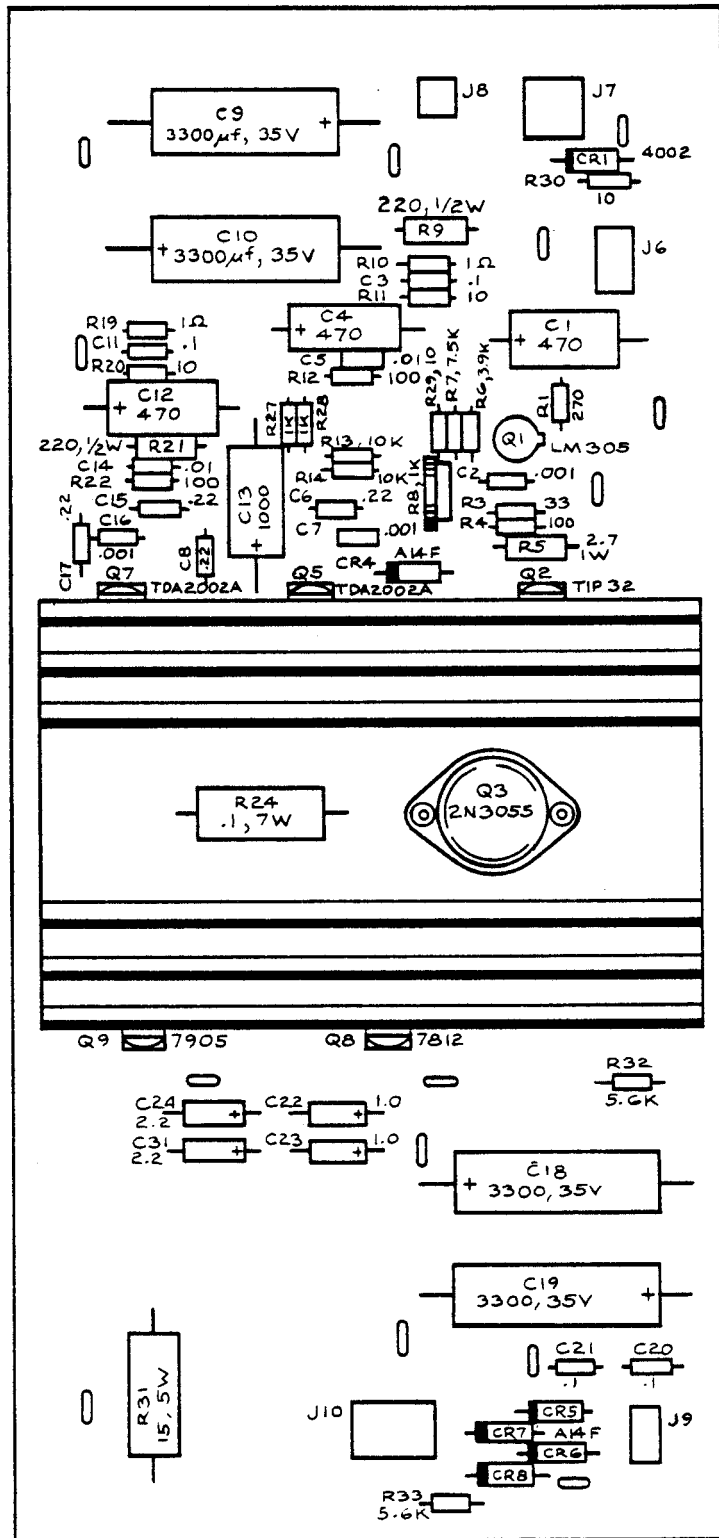 J8
J7
C9 +
3300µf, 35V
CR1 4002
R30
10
220, 1/2W
R9
C10
+ 3300µf, 35V
J6
R10 1Ω
C3 .1
R11 10
R19 1Ω
C11 .1
R20 10
C4
+ 470
C5 .01
R12 100
C1
+ 470
C12
+ 470
R27
1K
1K
R28
R29, 10
R7, 7.5K
R6, 3.9K
R1
270
Q1
LM305
220, 1/2W R21
C14 .01
R22 100
C15 .22
R13, 10K
R14 10K
C6 .22
C7 .001
R8, 1K
C2 .001
R3 33
R4 100
R5 2.7
1W
C13
1000
+
.22
C17
C16
.001
C8
.22
CR4 A14F
Q7 TDA2002A
Q5 TDA2002A
Q2 TIP 32
R24
.1, 7W
Q3
2N3055
Q9 7905
Q8 7812
R32
5.6K
C24 +
2.2
C22 + 1.0
C31 +
2.2
C23 + 1.0
C18
+ 3300, 35V
C19
3300, 35V +
C21
.1
C20
.1
R31
15, 5W
J10
CR5
CR7 A14F
CR6
CR8
J9
R33
5.6K